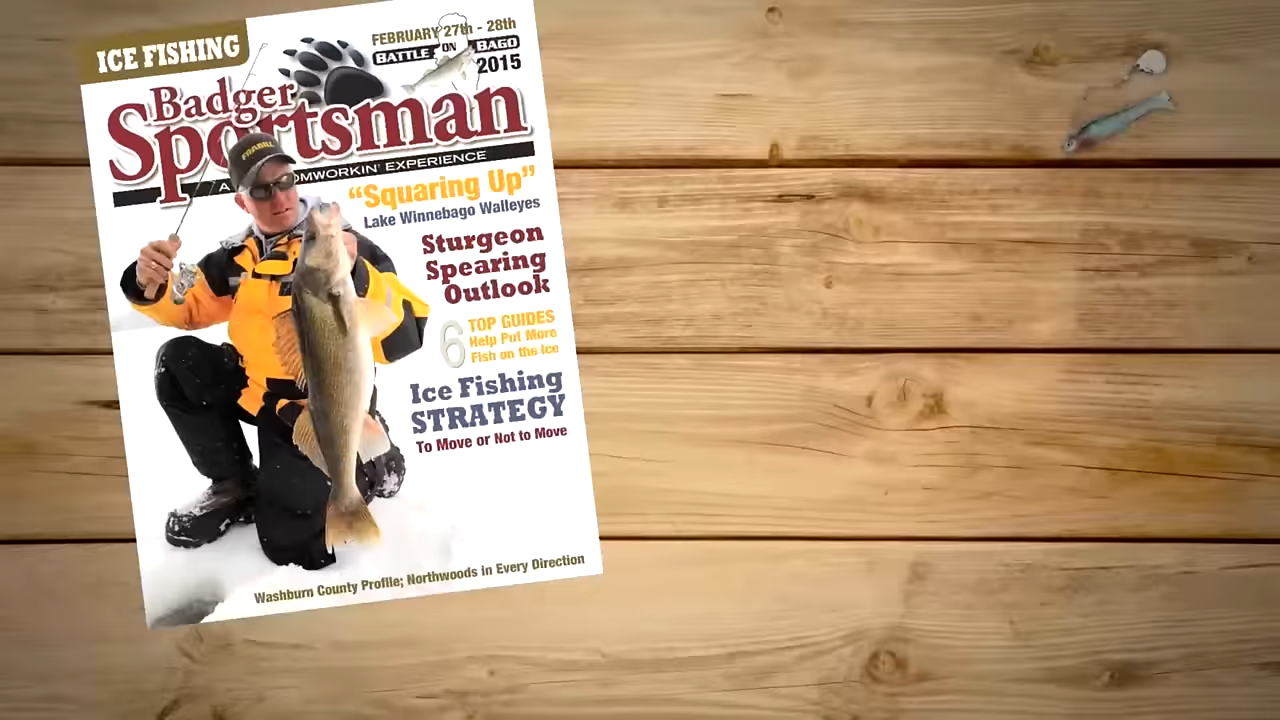 ICE FISHING
FEBRUARY 27th - 28th
BATTLE ON BAGO
2015
Badger
Sportsman
FRABILL
EXPERIENCE
"Squaring Up"
Lake Winnebago Walleyes
Sturgeon
Spearing
Outlook
6 TOP GUIDES
Help Put More
Fish on the Ice
Ice Fishing
STRATEGY
To Move or Not to Move
Washburn County Profile; Northwoods in Every Direction